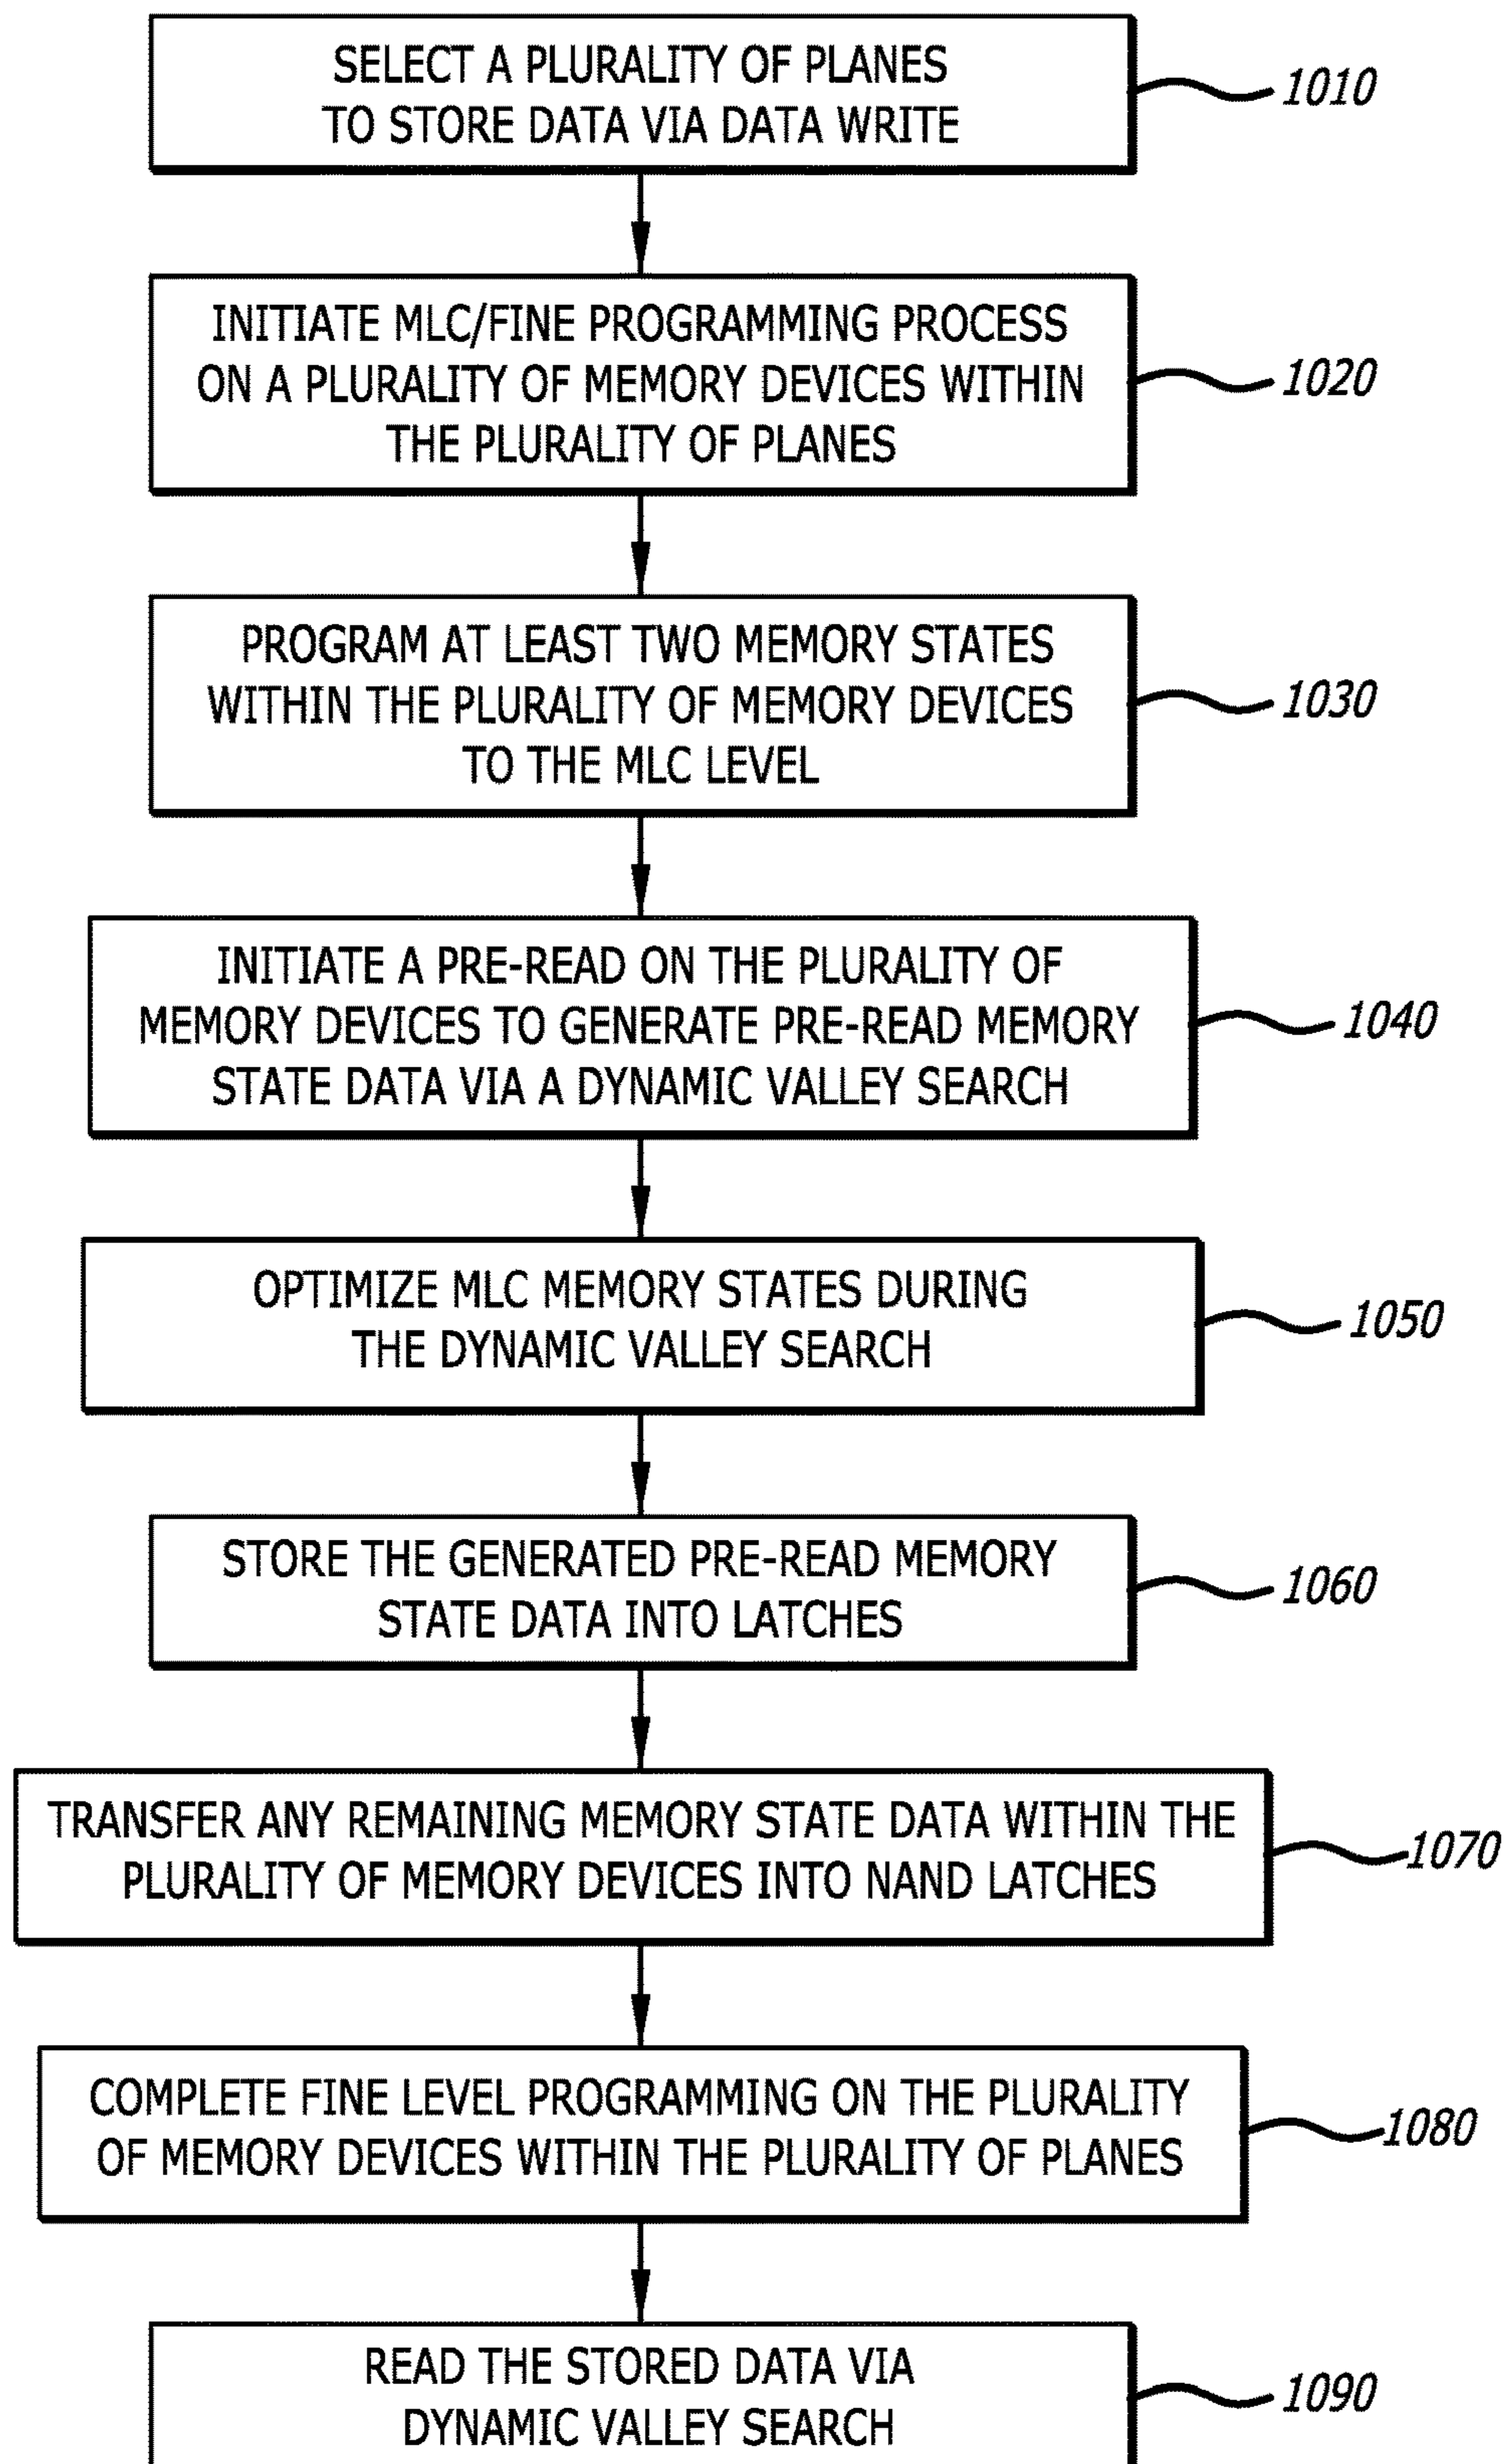 SELECT A PLURALITY OF PLANES
TO STORE DATA VIA DATA WRITE
1010
INITIATE MLC/FINE PROGRAMMING PROCESS
ON A PLURALITY OF MEMORY DEVICES WITHIN
THE PLURALITY OF PLANES
1020
PROGRAM AT LEAST TWO MEMORY STATES
WITHIN THE PLURALITY OF MEMORY DEVICES
TO THE MLC LEVEL
1030
INITIATE A PRE-READ ON THE PLURALITY OF
MEMORY DEVICES TO GENERATE PRE-READ MEMORY
STATE DATA VIA A DYNAMIC VALLEY SEARCH
1040
OPTIMIZE MLC MEMORY STATES DURING
THE DYNAMIC VALLEY SEARCH
1050
STORE THE GENERATED PRE-READ MEMORY
STATE DATA INTO LATCHES
1060
TRANSFER ANY REMAINING MEMORY STATE DATA WITHIN THE
PLURALITY OF MEMORY DEVICES INTO NAND LATCHES
1070
COMPLETE FINE LEVEL PROGRAMMING ON THE PLURALITY
OF MEMORY DEVICES WITHIN THE PLURALITY OF PLANES
1080
READ THE STORED DATA VIA
DYNAMIC VALLEY SEARCH
1090